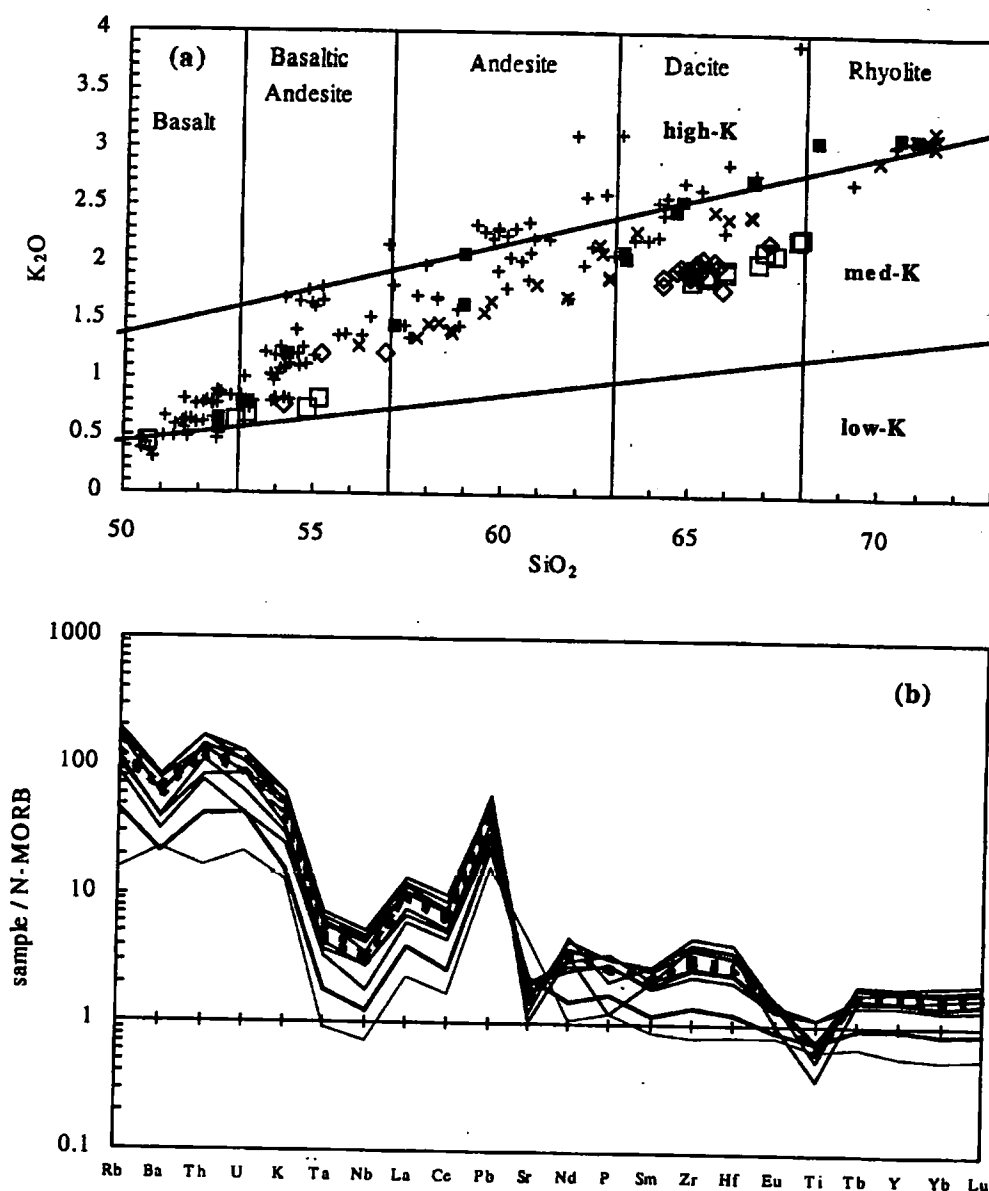 4
(a)
Basaltic
Andesite
Andesite
Dacite
Rhyolite
3.5
Basalt
high-K
3
2.5
K₂O
2
med-K
1.5
1
0.5
low-K
0
50
55
60
65
70
SiO₂
1000
(b)
100
sample / N-MORB
10
1
0.1
Rb Ba Th U K Ta Nb La Ce Pb Sr Nd P Sm Zr Hf Eu Ti Tb Y Yb Lu